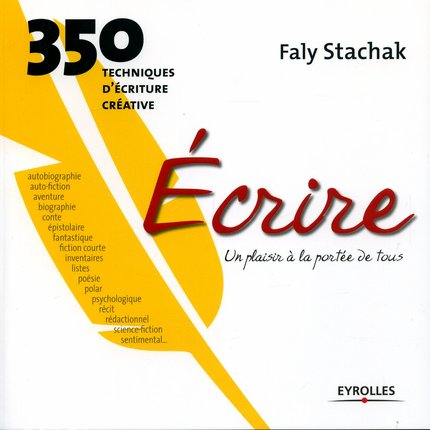 350
TECHNIQUES
D'ÉCRITURE
CRÉATIVE
Faly Stachak
Écrire
Un plaisir à la portée de tous
autobiographie
auto-fiction
aventure
biographie
conte
épistolaire
fantastique
fiction courte
inventaires
listes
poésie
polar
psychologique
récit
rédactionnel
science-fiction
sentimental...
EYROLLES